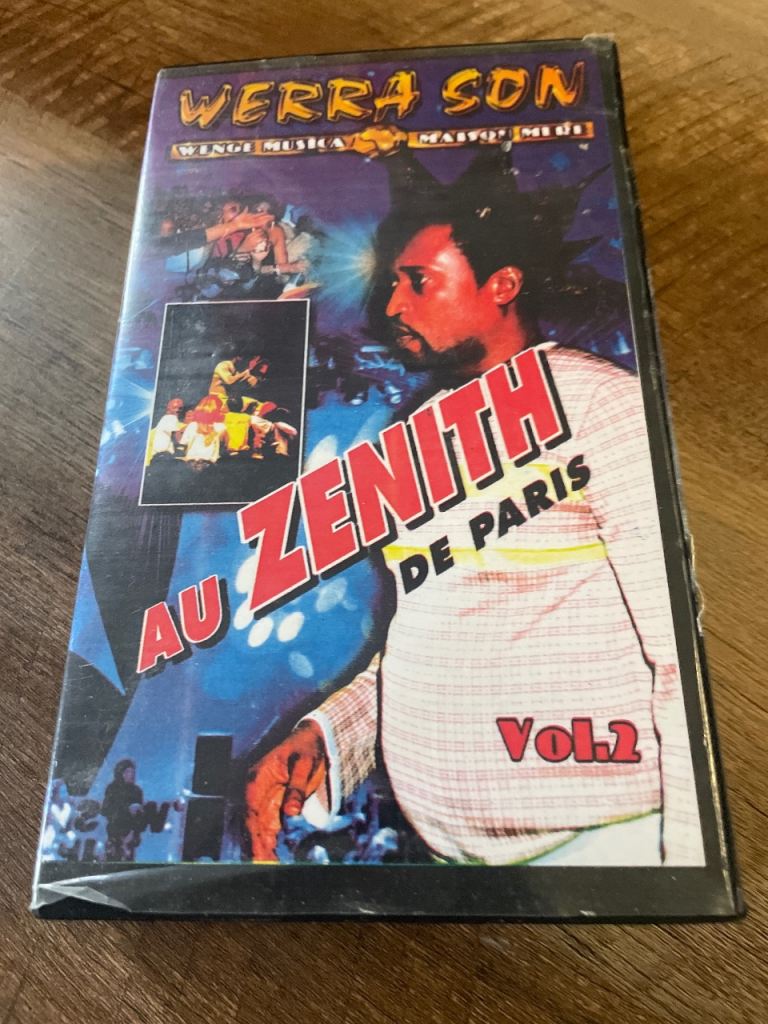 WERRA SON
WENGE MUSICA MAISON MERE
AU ZENITH
DE PARIS
Vol.2